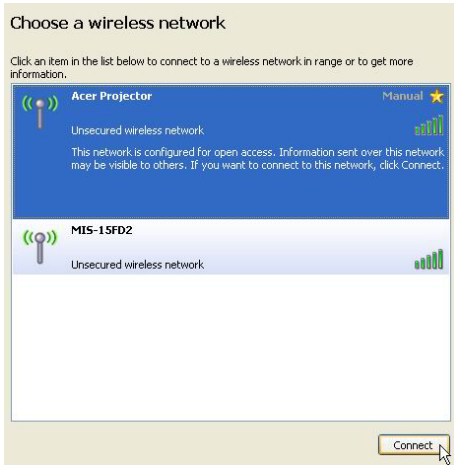 Choose a wireless network
Click an item in the list below to connect to a wireless network in range or to get more
information.
Acer Projector
Manual
Unsecured wireless network
This network is configured for open access. Information sent over this network
may be visible to others. If you want to connect to this network, click Connect.
MIS-15FD2
Unsecured wireless network
Connect